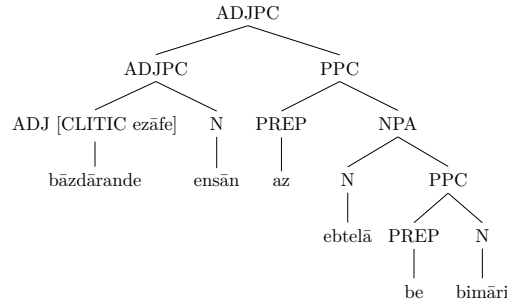 ADJPC
ADJPC PPC
ADJ [CLITIC ezāfe] N PREP NPA
bāzdārande ensān az N PPC
ebtelā PREP N
be bimāri